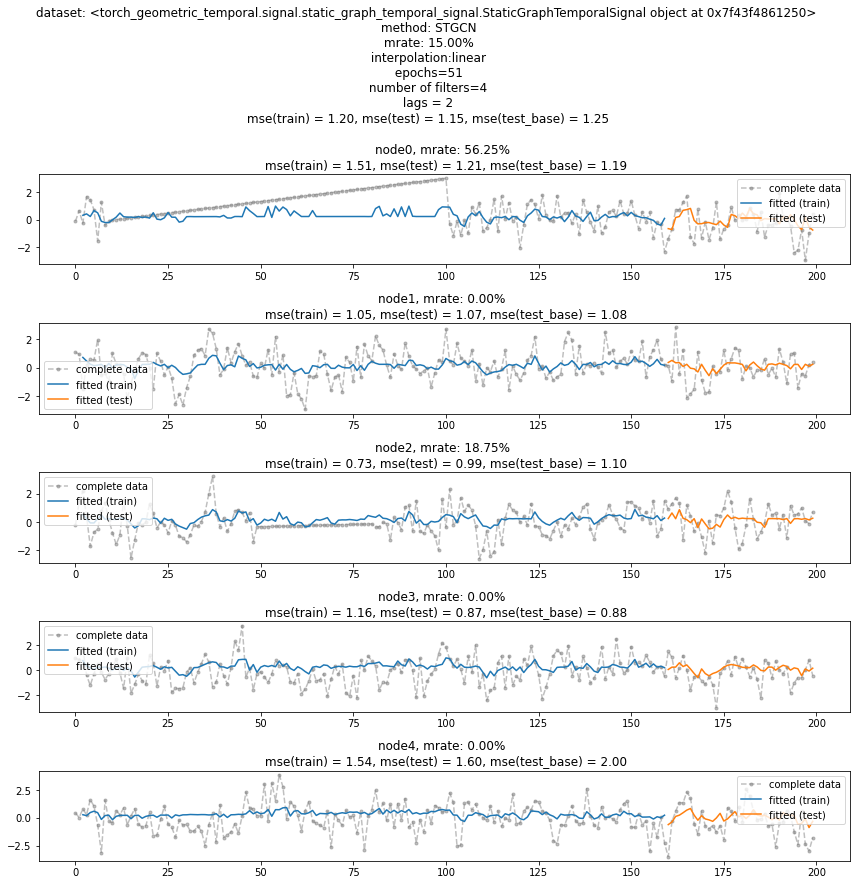 dataset: <torch_geometric_temporal.signal.static_graph_temporal_signal.StaticGraphTemporalSignal object at 0x7f43f4861250>
method: STGCN
mrate: 15.00%
interpolation:linear
epochs=51
number of filters=4
lags = 2
mse(train) = 1.20, mse(test) = 1.15, mse(test_base) = 1.25
node0, mrate: 56.25%
mse(train) = 1.51, mse(test) = 1.21, mse(test_base) = 1.19
complete data
fitted (train)
fitted (test)
2
0
−2
0 25 50 75 100 125 150 175 200
node1, mrate: 0.00%
mse(train) = 1.05, mse(test) = 1.07, mse(test_base) = 1.08
2
0
−2
complete data
fitted (train)
fitted (test)
0 25 50 75 100 125 150 175 200
node2, mrate: 18.75%
mse(train) = 0.73, mse(test) = 0.99, mse(test_base) = 1.10
complete data
fitted (train)
fitted (test)
2
0
−2
0 25 50 75 100 125 150 175 200
node3, mrate: 0.00%
mse(train) = 1.16, mse(test) = 0.87, mse(test_base) = 0.88
complete data
fitted (train)
fitted (test)
2
0
−2
0 25 50 75 100 125 150 175 200
node4, mrate: 0.00%
mse(train) = 1.54, mse(test) = 1.60, mse(test_base) = 2.00
complete data
fitted (train)
fitted (test)
2.5
0.0
−2.5
0 25 50 75 100 125 150 175 200